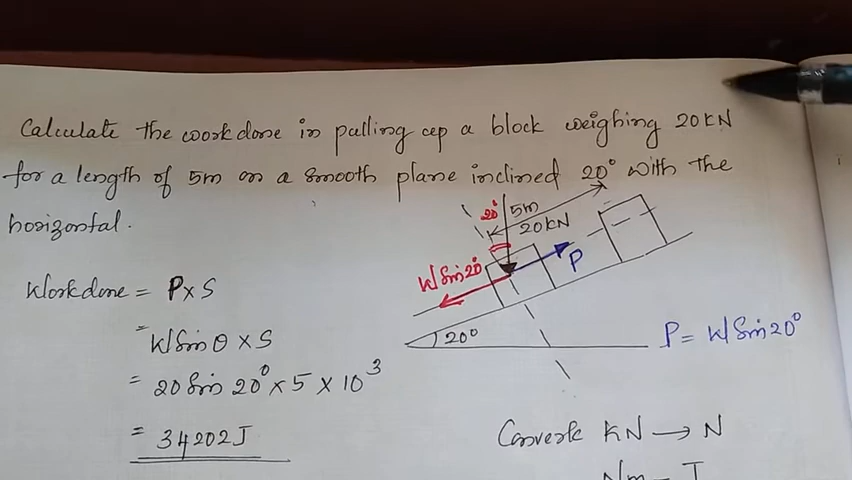 Calculate the workdone in pulling up a block weighing 20KN
for a length of 5m on a smooth plane inclined 20° with the
horizontal.
20°
5m
20KN
W Sin 20
P
20°
Workdone = P x S
= W Sin θ x S
= 20 Sin 20° x 5 x 10³
= 34202J
P = W Sin 20°
Convert KN → N
Nm – J